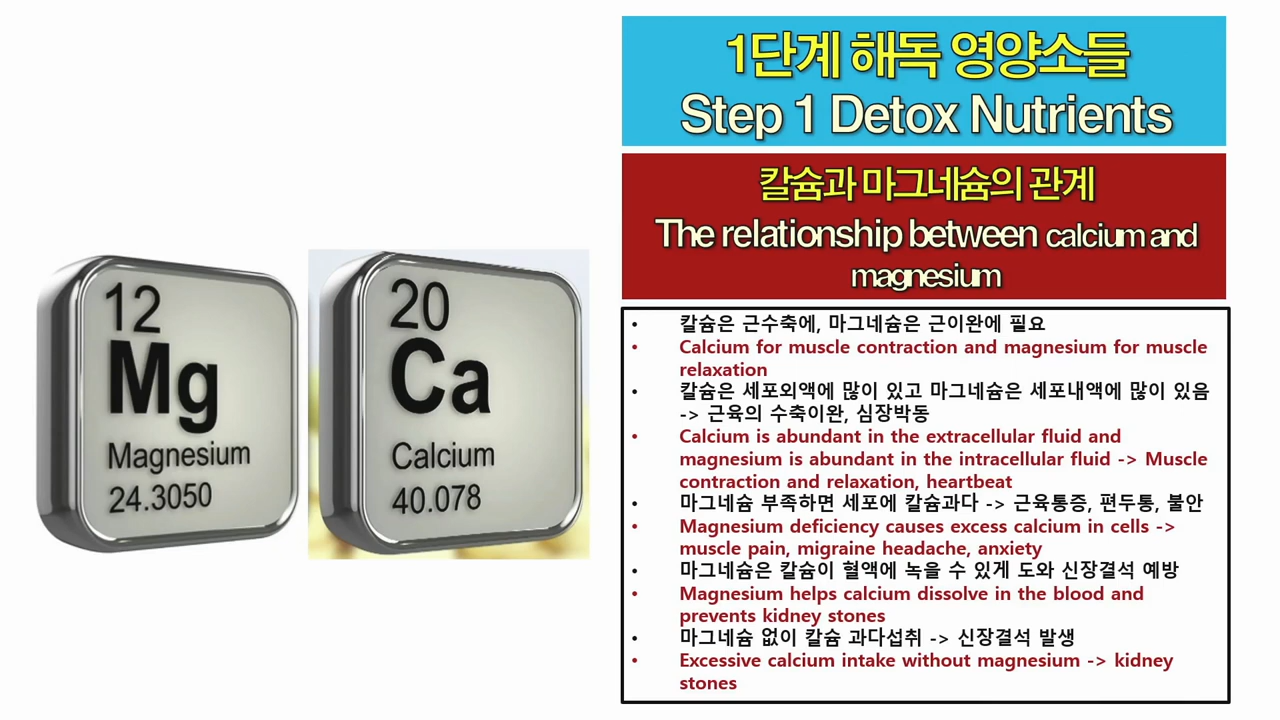 1단계 해독 영양소들
Step 1 Detox Nutrients
칼슘과 마그네슘의 관계
The relationship between calcium and
magnesium
12
Mg
Magnesium
24.3050
20
Ca
Calcium
40.078
• 칼슘은 근수축에, 마그네슘은 근이완에 필요
• Calcium for muscle contraction and magnesium for muscle
relaxation
• 칼슘은 세포외액에 많이 있고 마그네슘은 세포내액에 많이 있음
-> 근육의 수축이완, 심장박동
• Calcium is abundant in the extracellular fluid and
magnesium is abundant in the intracellular fluid -> Muscle
contraction and relaxation, heartbeat
• 마그네슘 부족하면 세포에 칼슘과다 -> 근육통증, 편두통, 불안
• Magnesium deficiency causes excess calcium in cells ->
muscle pain, migraine headache, anxiety
• 마그네슘은 칼슘이 혈액에 녹을 수 있게 도와 신장결석 예방
• Magnesium helps calcium dissolve in the blood and
prevents kidney stones
• 마그네슘 없이 칼슘 과다섭취 -> 신장결석 발생
• Excessive calcium intake without magnesium -> kidney
stones